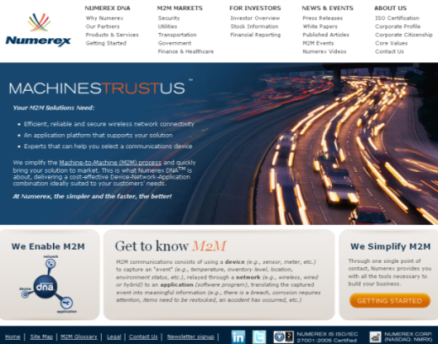 Numerex
NUMEREX DNA
Why Numerex
Our Partners
Products & Services
Getting Started
M2M MARKETS
Security
Utilities
Transportation
Government
Finance & Healthcare
FOR INVESTORS
Investor Overview
Stock Information
Financial Reporting
NEWS & EVENTS
Press Releases
White Papers
Published Articles
M2M Events
Numerex Videos
ABOUT US
ISO Certification
Corporate Profile
Corporate Citizenship
Core Values
Contact Us
MACHINESTRUSTUS™
Your M2M Solutions Need:
• Efficient, reliable and secure wireless network connectivity
• An application platform that supports your solution
• Experts that can help you select a communications device
We simplify the Machine-to-Machine (M2M) process and quickly
bring your solution to market. This is what Numerex DNA™ is
about, delivering a cost-effective Device-Network-Application
combination ideally suited to your customers' needs.
At Numerex, the simpler and the faster, the better!
We Enable M2M
network
device
dna
application
Get to know M2M
M2M communications consists of using a device (e.g., sensor, meter, etc.)
to capture an "event" (e.g., temperature, inventory level, location,
environment status, etc.), relayed through a network (e.g., wireless, wired
or hybrid) to an application (software program), translating the captured
event into meaningful information (e.g., there is a breach, corrosion requires
attention, items need to be restocked, an accident has occurred, etc.)
We Simplify M2M
Through one single point of
contact, Numerex provides you
with all the tools necessary to
build your business.
GETTING STARTED
Home | Site Map | M2M Glossary | Legal | Contact Us | Newsletter signup |
in
NUMEREX IS ISO/IEC
27001:2005 Certified
NUMEREX CORP
(NASDAQ: NMRX)